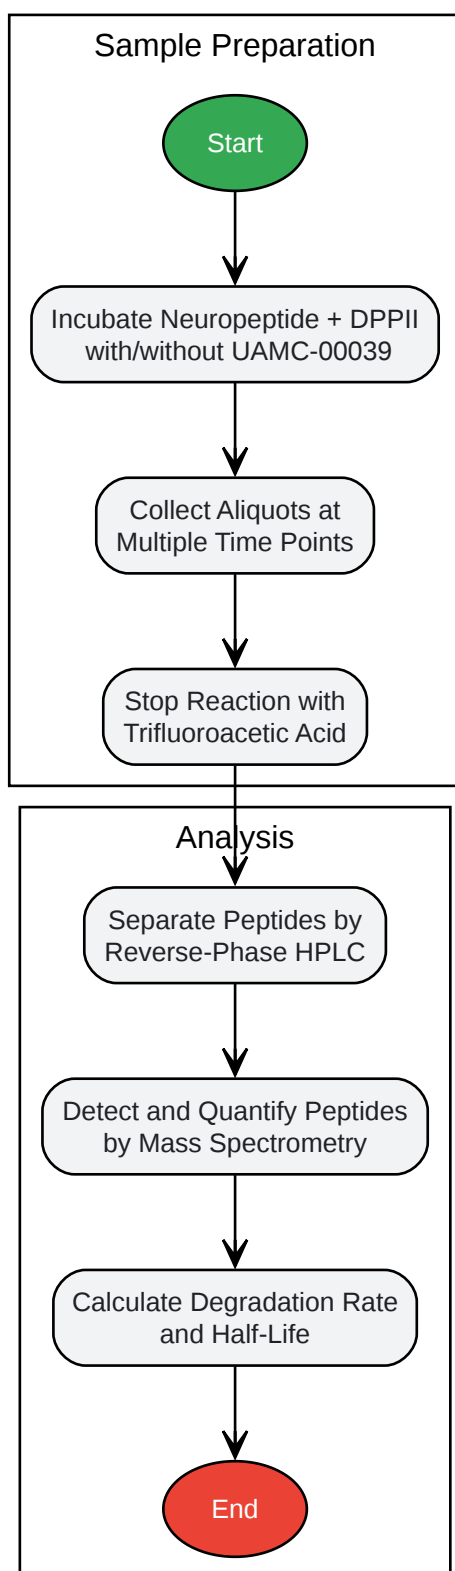 Sample Preparation
Start
Incubate Neuropeptide + DPPII
with/without UAMC-00039
Collect Aliquots at
Multiple Time Points
Stop Reaction with
Trifluoroacetic Acid
Analysis
Separate Peptides by
Reverse-Phase HPLC
Detect and Quantify Peptides
by Mass Spectrometry
Calculate Degradation Rate
and Half-Life
End